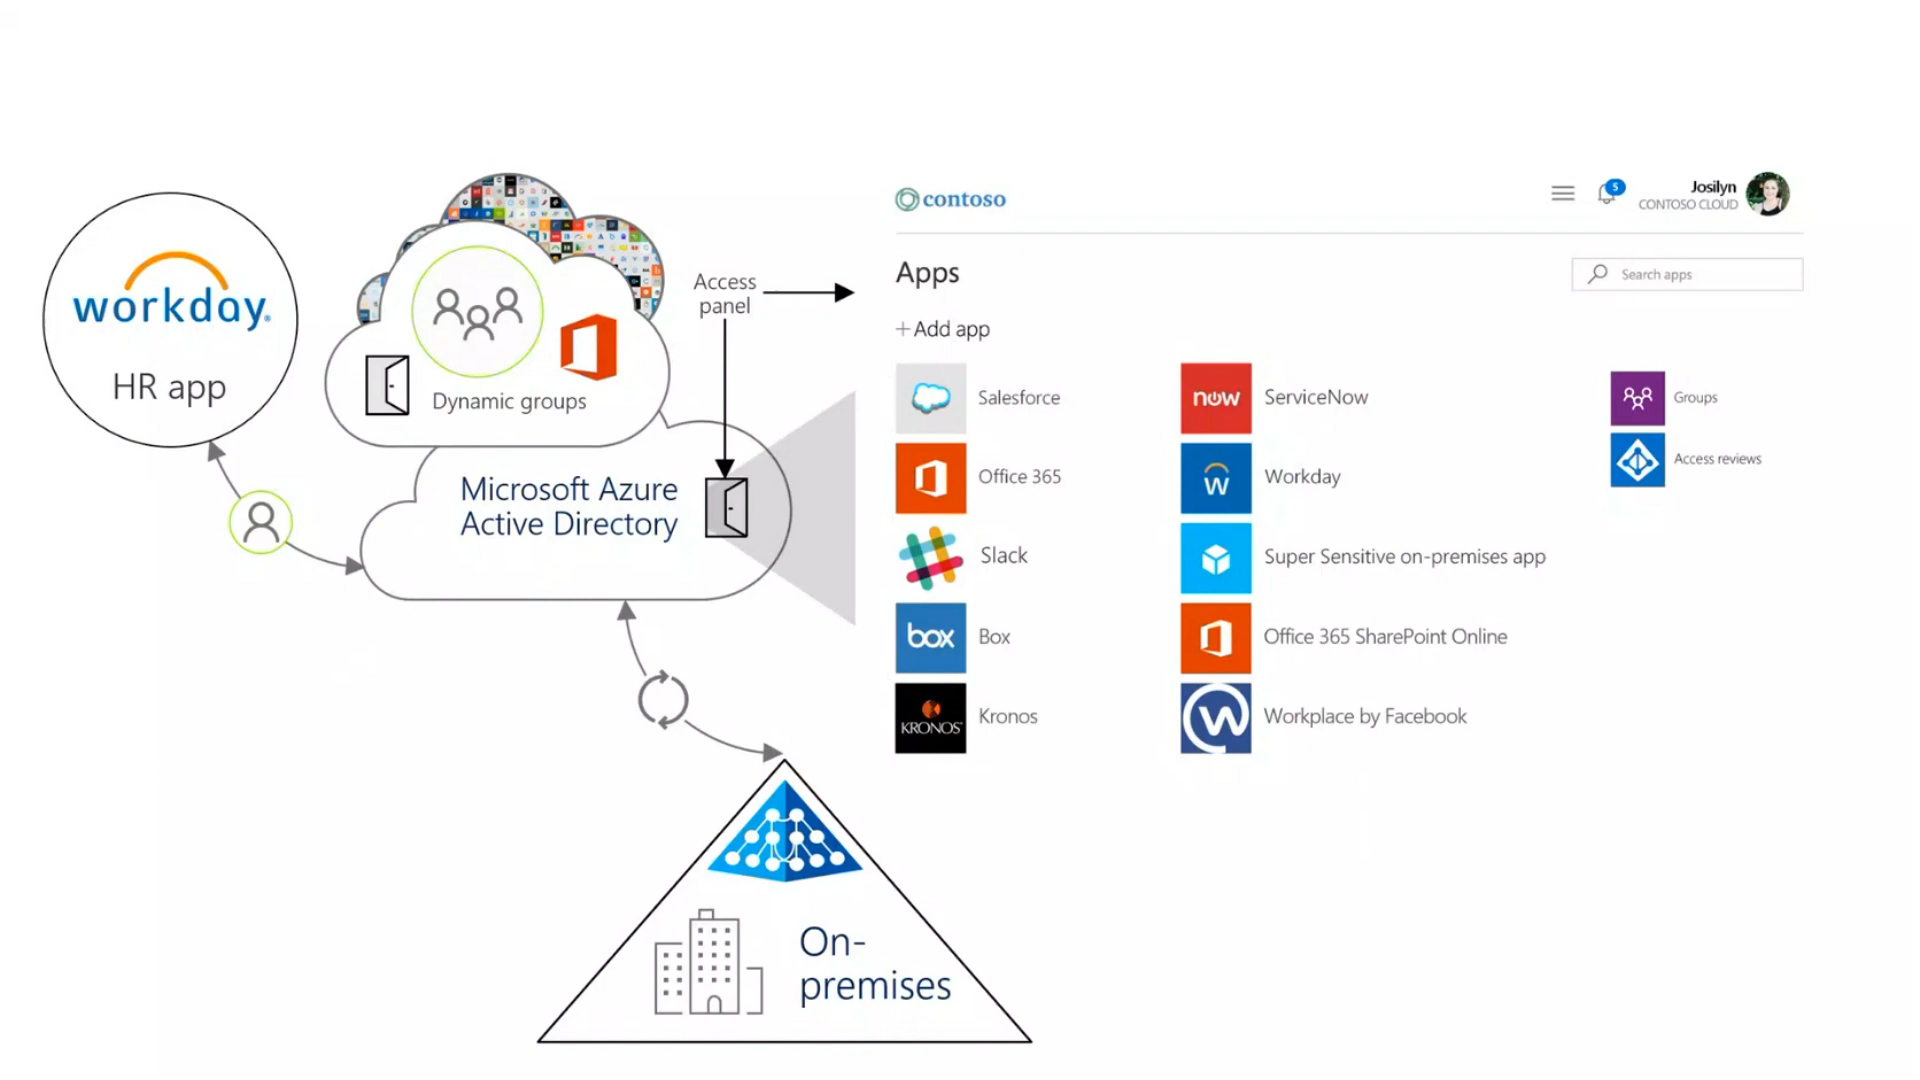 workday.
HR app
Dynamic groups
Microsoft Azure
Active Directory
Access
panel
On-
premises
contoso
5
Josilyn
CONTOSO CLOUD
Apps
Search apps
+Add app
Salesforce
Office 365
Slack
box Box
KRONOS Kronos
now ServiceNow
W Workday
Super Sensitive on-premises app
Office 365 SharePoint Online
W Workplace by Facebook
Groups
Access reviews